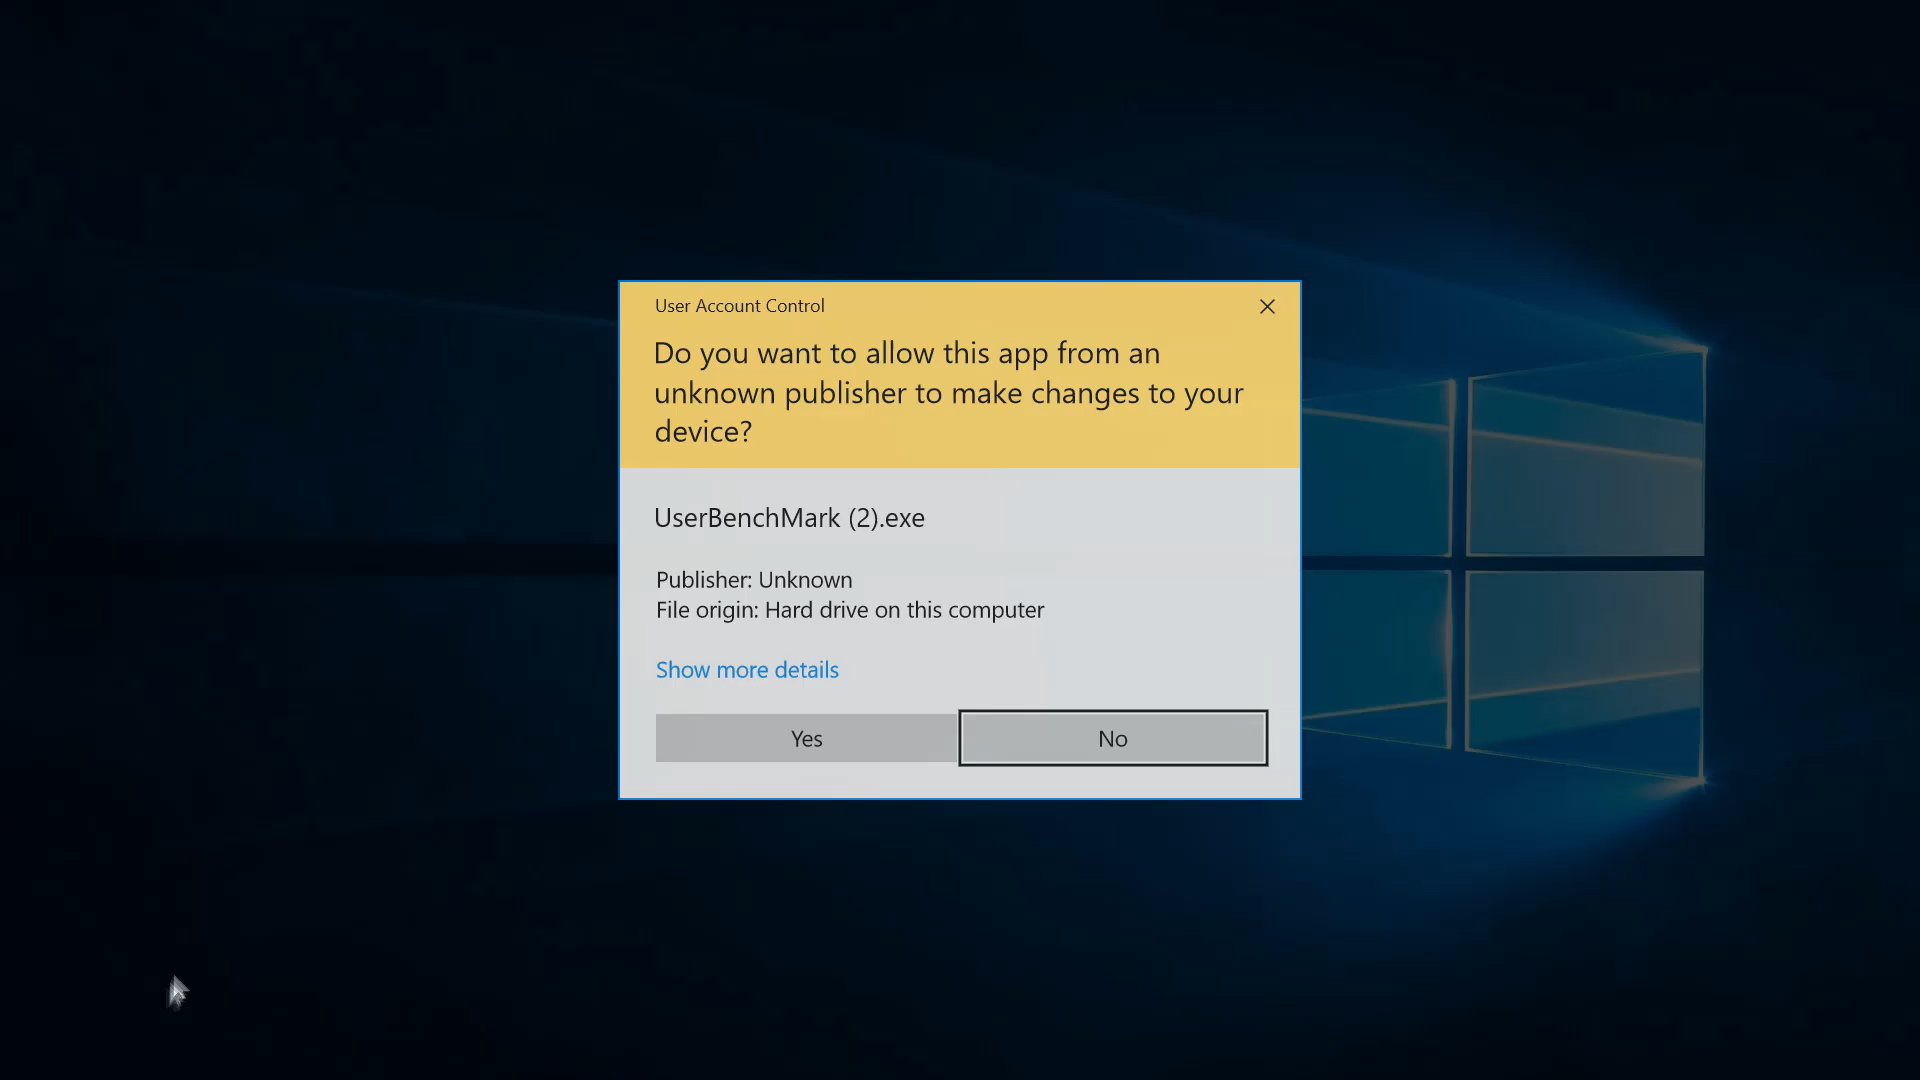 User Account Control
Do you want to allow this app from an
unknown publisher to make changes to your
device?
UserBenchMark (2).exe
Publisher: Unknown
File origin: Hard drive on this computer
Show more details
Yes
No